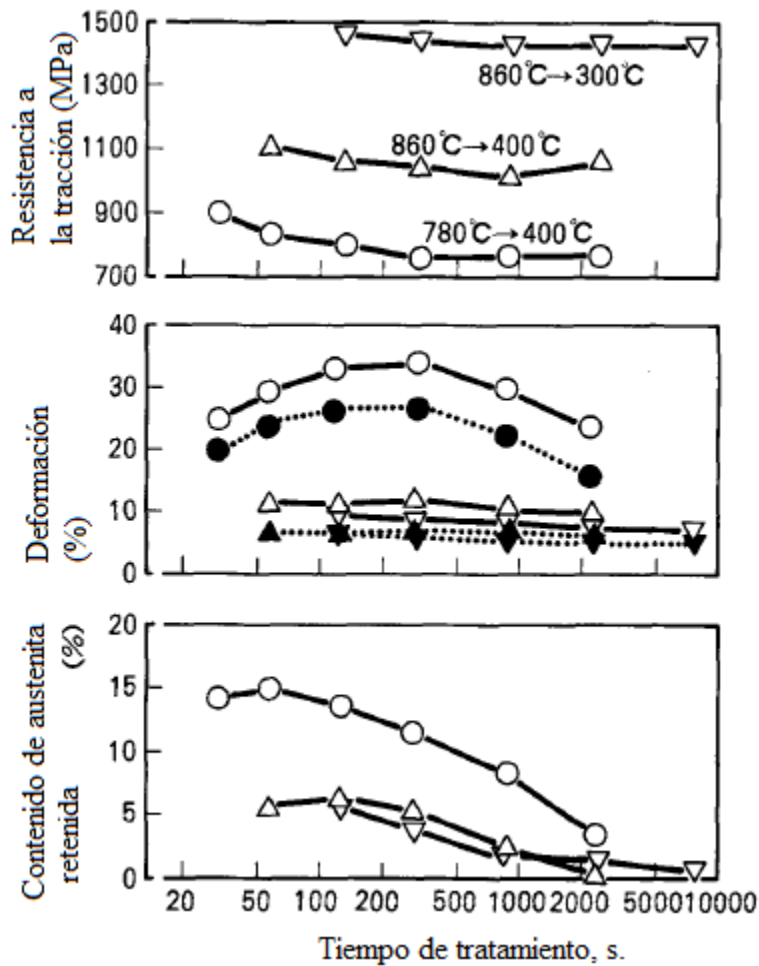 Resistencia a
la tracción (MPa)
1500
1300
1100
900
700
860℃→300℃
860℃→400℃
780℃→400℃
Deformación
(%)
40
30
20
10
0
Contenido de austenita
retenida (%)
20
15
10
5
0
20 50 100 200 500 1000 2000 5000 10000
Tiempo de tratamiento, s.